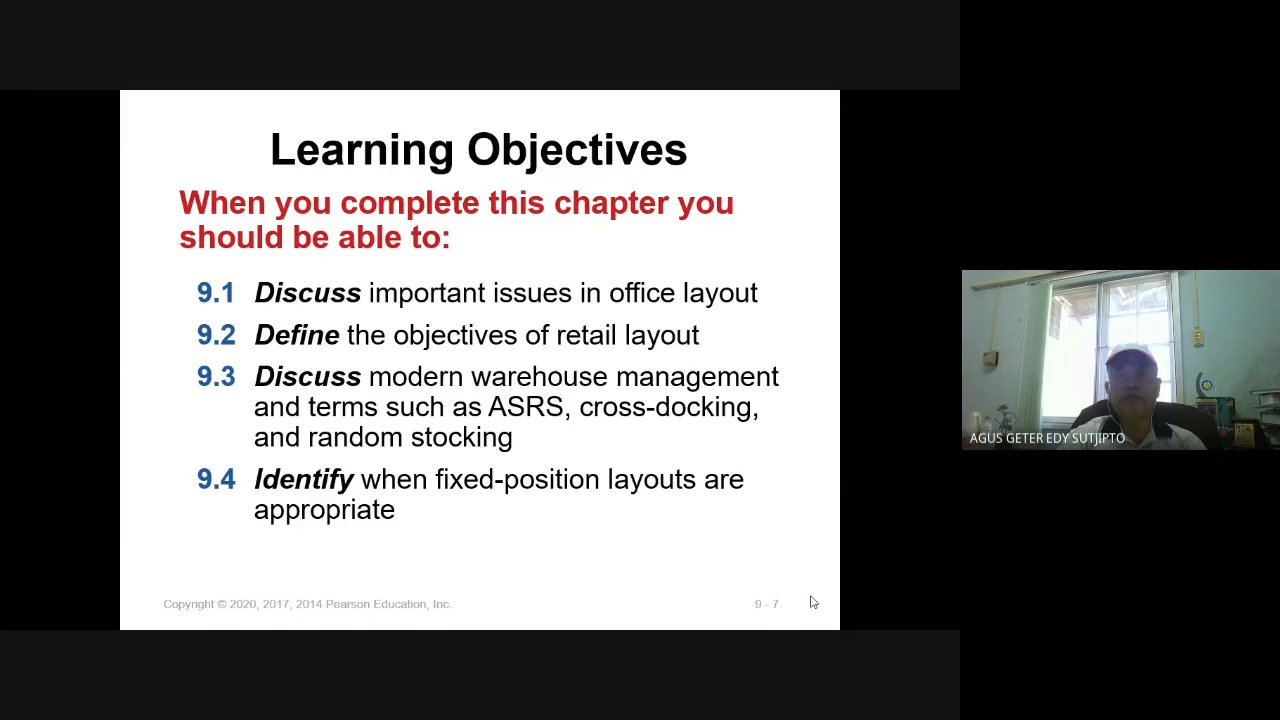 Learning Objectives
When you complete this chapter you
should be able to:
9.1 Discuss important issues in office layout
9.2 Define the objectives of retail layout
9.3 Discuss modern warehouse management
and terms such as ASRS, cross-docking,
and random stocking
9.4 Identify when fixed-position layouts are
appropriate
Copyright © 2020, 2017, 2014 Pearson Education, Inc.
9 - 7
AGUS GETER EDY SUTJIPTO